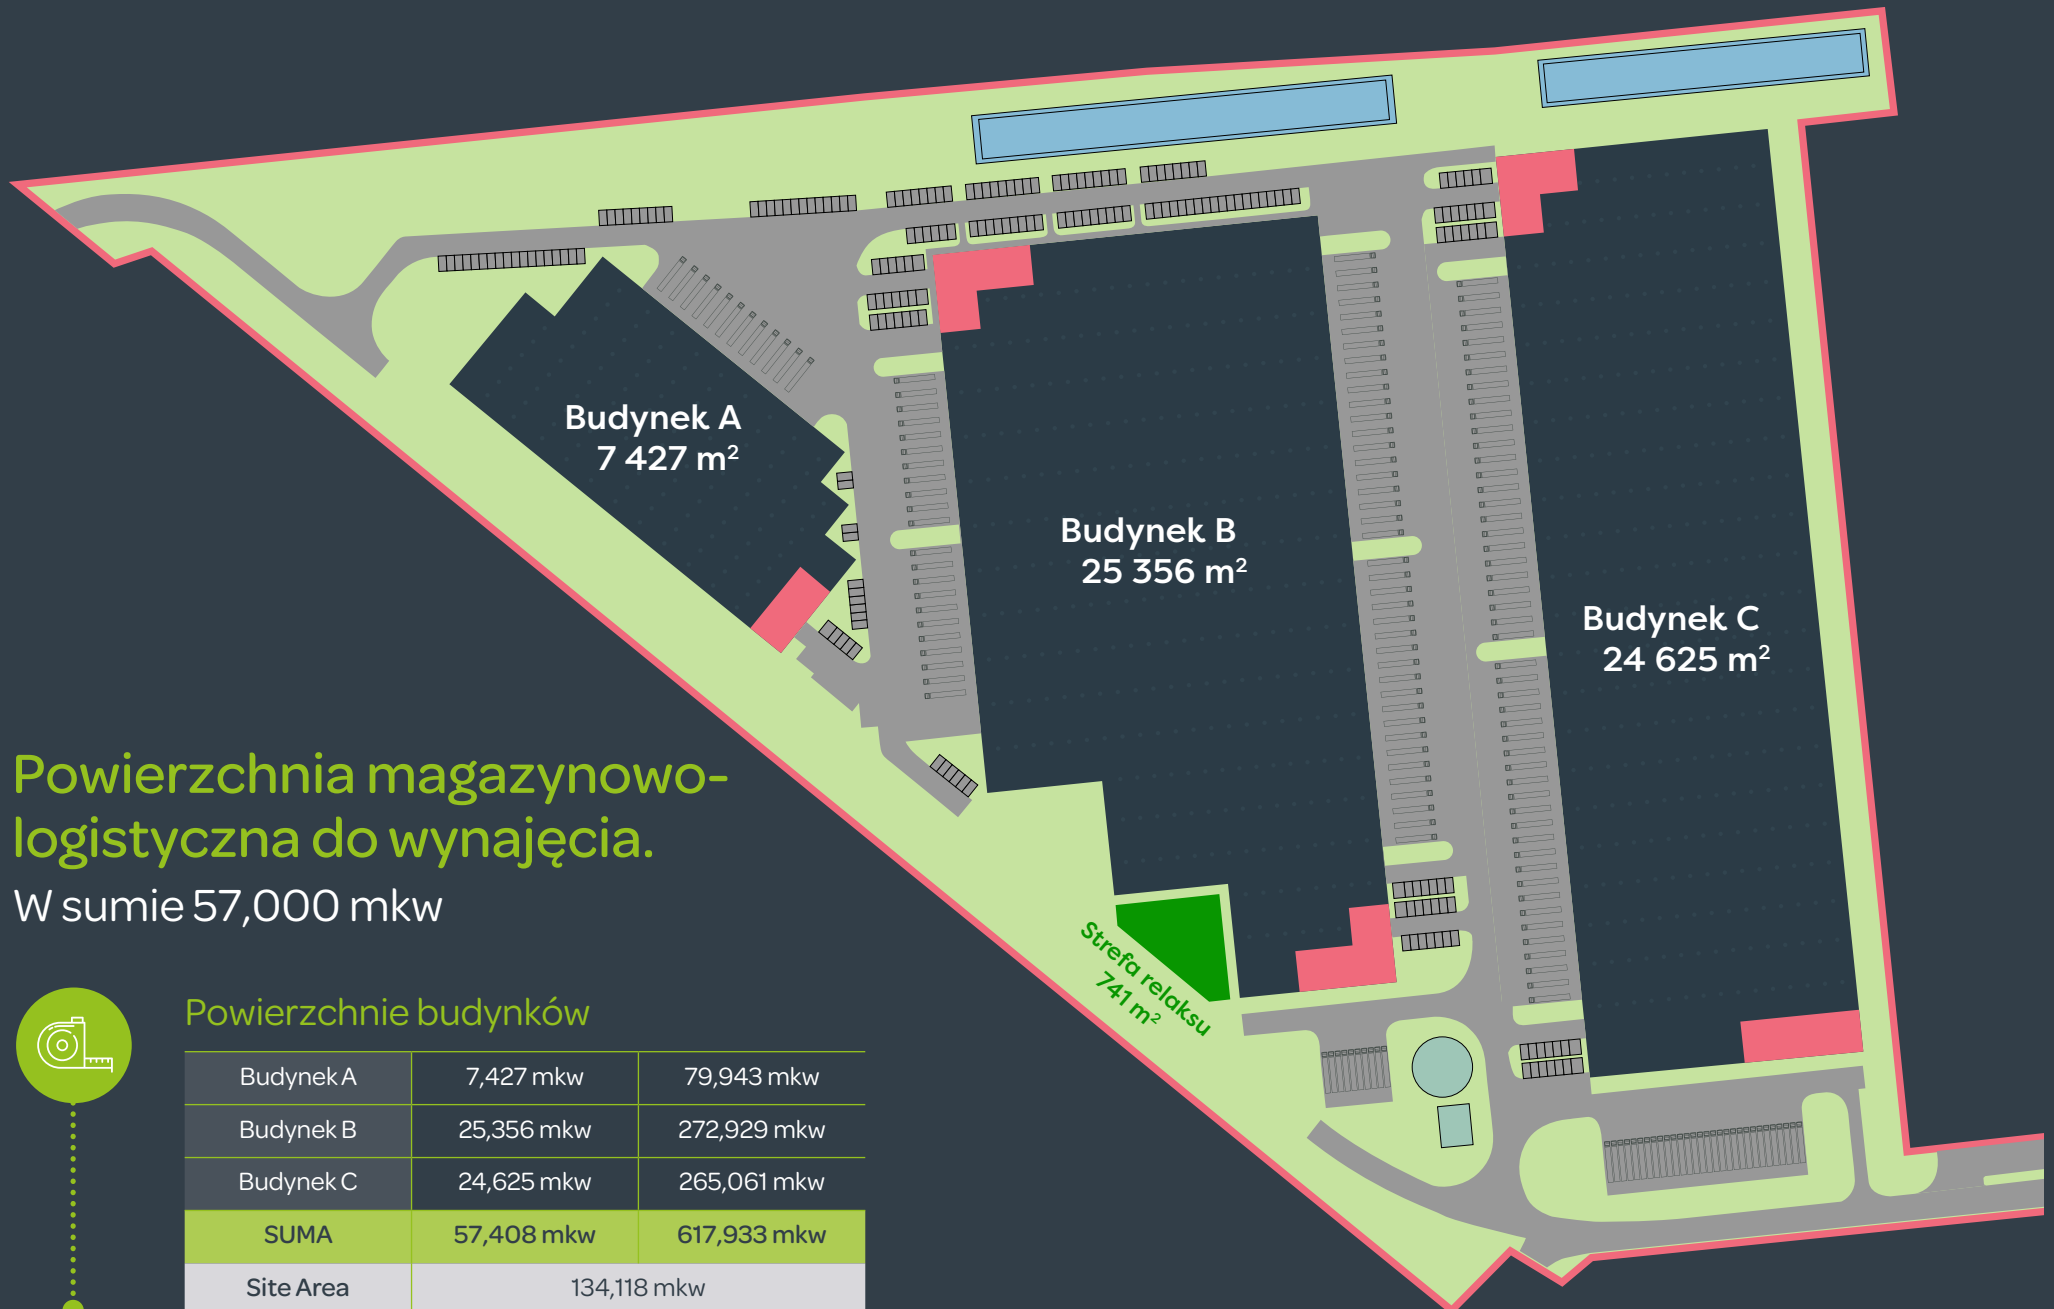 Budynek A
7 427 m²
Budynek B
25 356 m²
Budynek C
24 625 m²
Strefa relaksu
741 m²
Powierzchnia magazynowo-
logistyczna do wynajęcia.
W sumie 57,000 mkw
Powierzchnie budynków
Budynek A 7,427 mkw 79,943 mkw
Budynek B 25,356 mkw 272,929 mkw
Budynek C 24,625 mkw 265,061 mkw
SUMA 57,408 mkw 617,933 mkw
Site Area 134,118 mkw